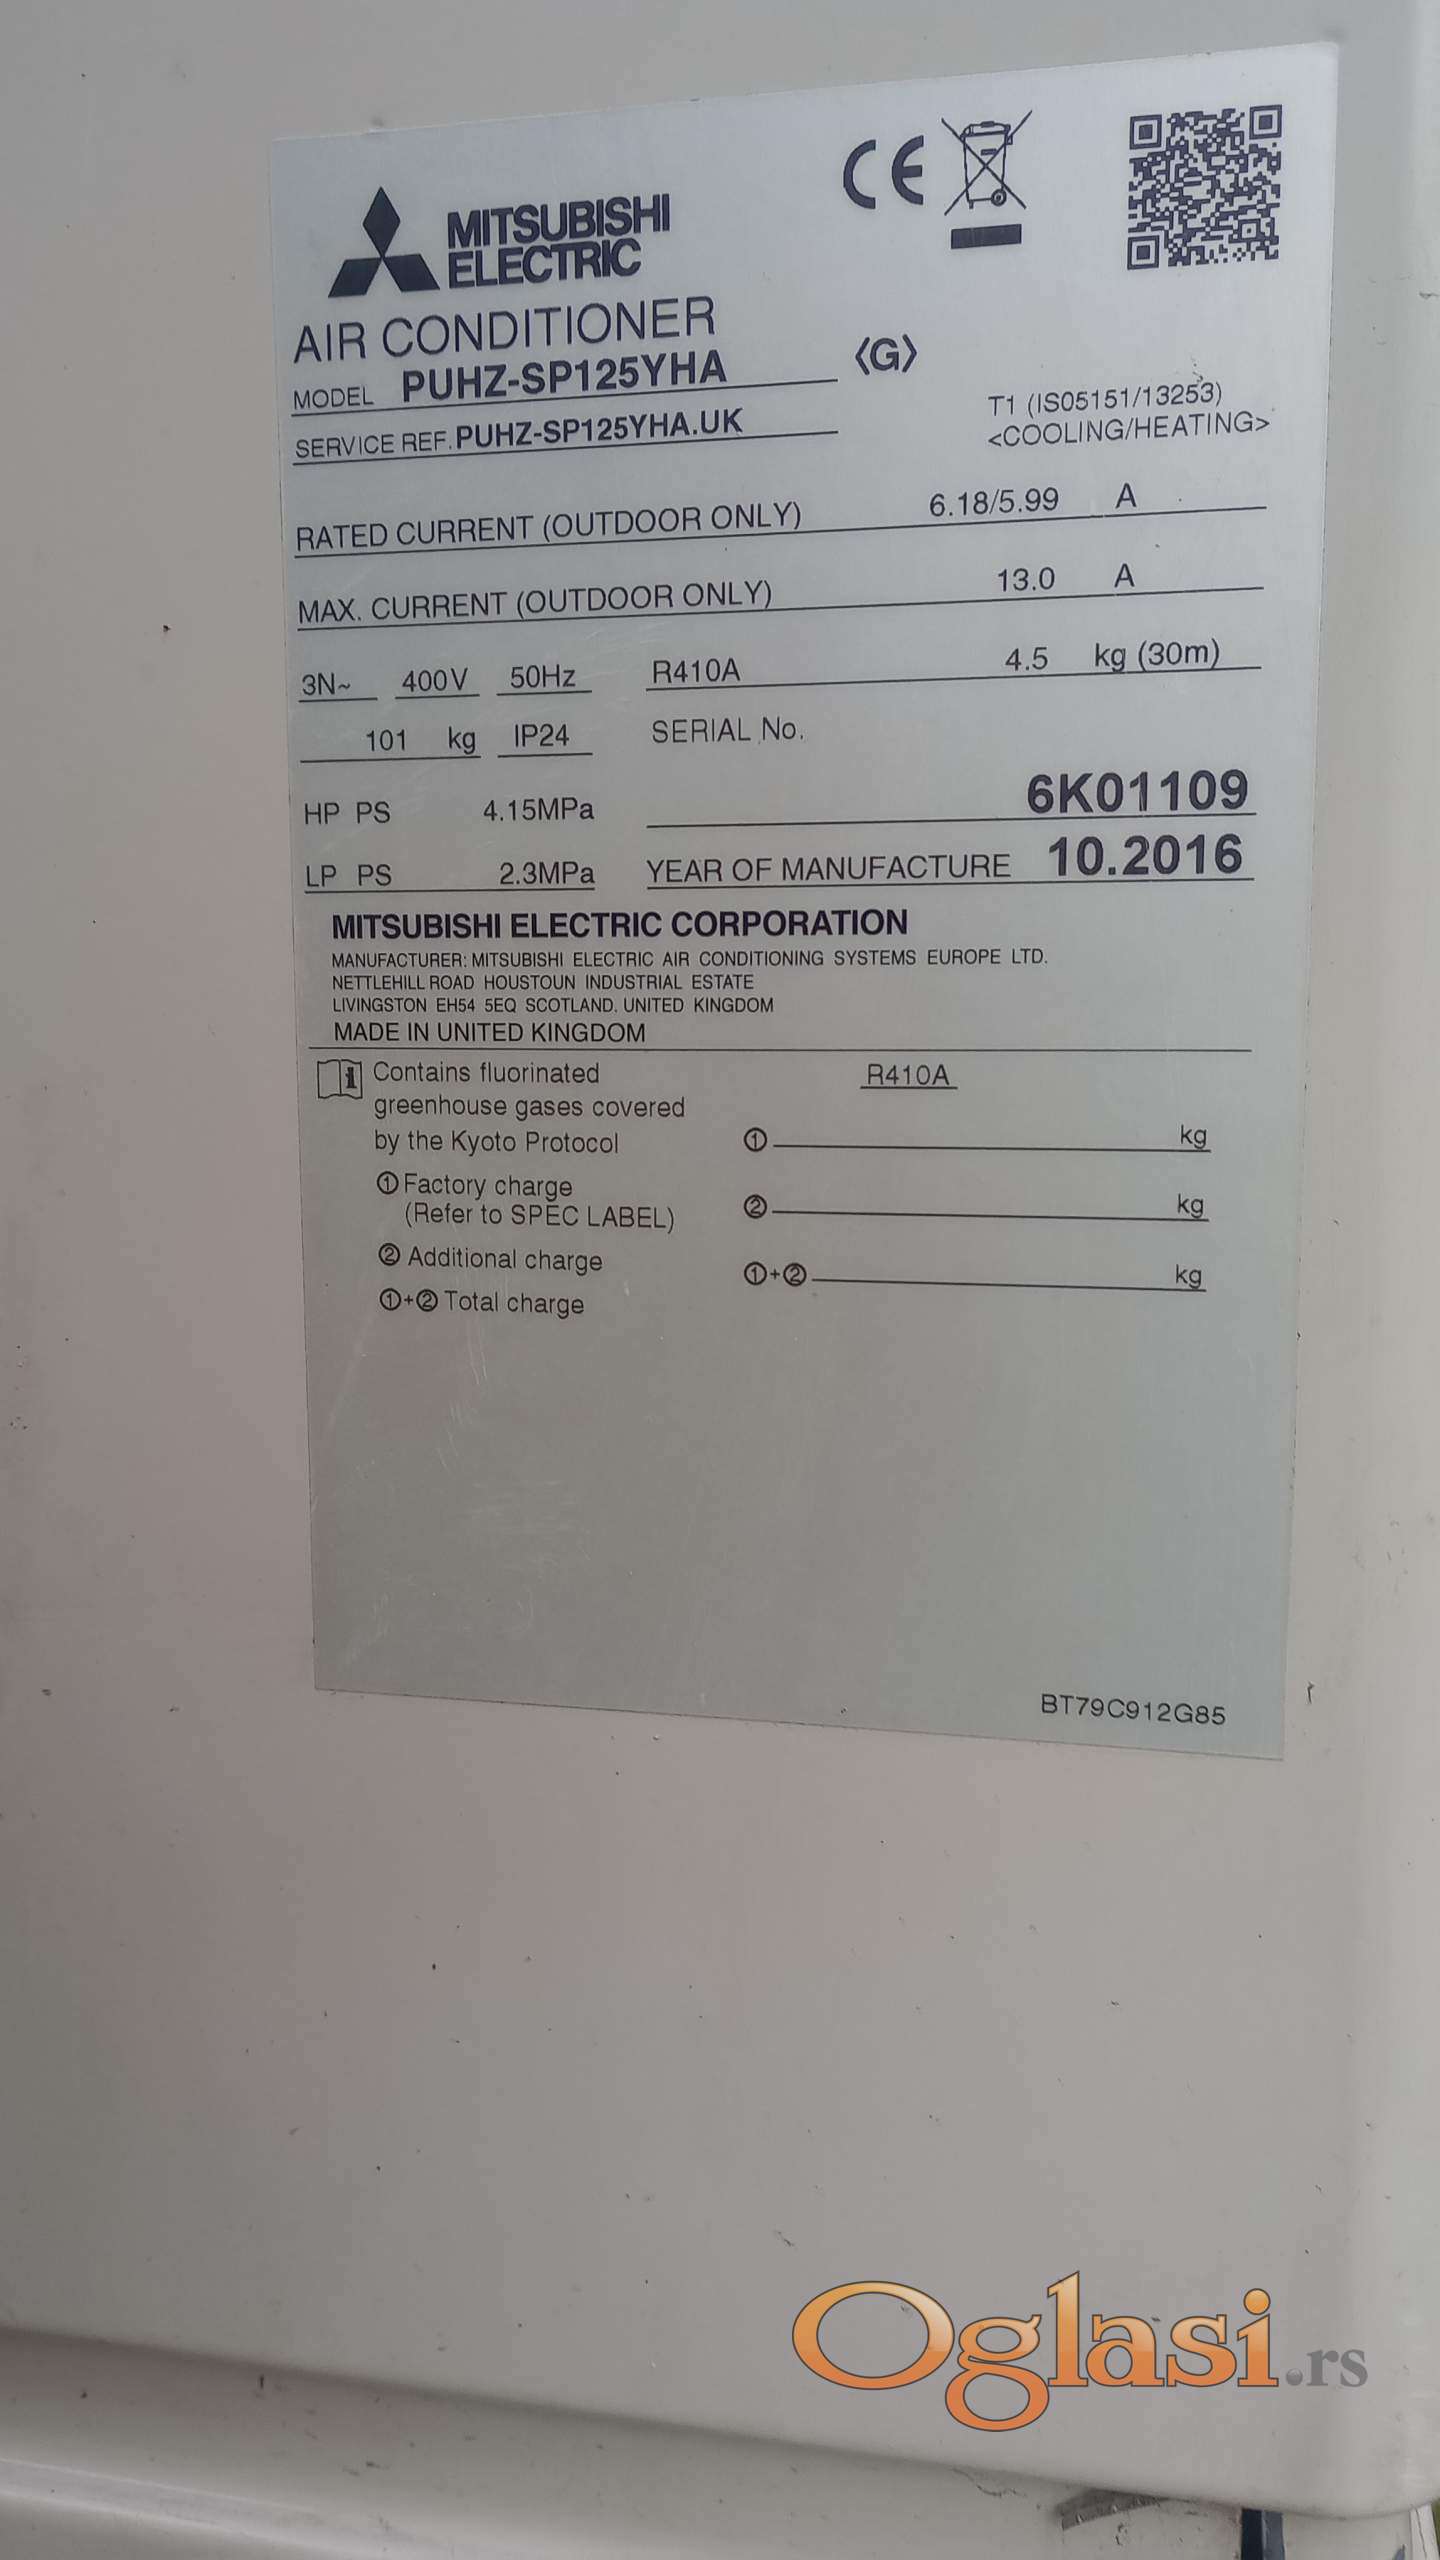 MITSUBISHI
ELECTRIC
CE
AIR CONDITIONER
MODEL PUHZ-SP125YHA 〈G〉
SERVICE REF. PUHZ-SP125YHA.UK
T1 (ISO5151/13253)
<COOLING/HEATING>
RATED CURRENT (OUTDOOR ONLY) 6.18/5.99 A
MAX. CURRENT (OUTDOOR ONLY) 13.0 A
3N~ 400V 50Hz R410A 4.5 kg (30m)
101 kg IP24 SERIAL No.
HP PS 4.15MPa 6K01109
LP PS 2.3MPa YEAR OF MANUFACTURE 10.2016
MITSUBISHI ELECTRIC CORPORATION
MANUFACTURER: MITSUBISHI ELECTRIC AIR CONDITIONING SYSTEMS EUROPE LTD.
NETTLEHILL ROAD HOUSTOUN INDUSTRIAL ESTATE
LIVINGSTON EH54 5EQ SCOTLAND. UNITED KINGDOM
MADE IN UNITED KINGDOM
i Contains fluorinated R410A
greenhouse gases covered
by the Kyoto Protocol ① kg
① Factory charge
(Refer to SPEC LABEL) ② kg
② Additional charge ①+② kg
①+② Total charge
BT79C912G85
Oglasi.rs